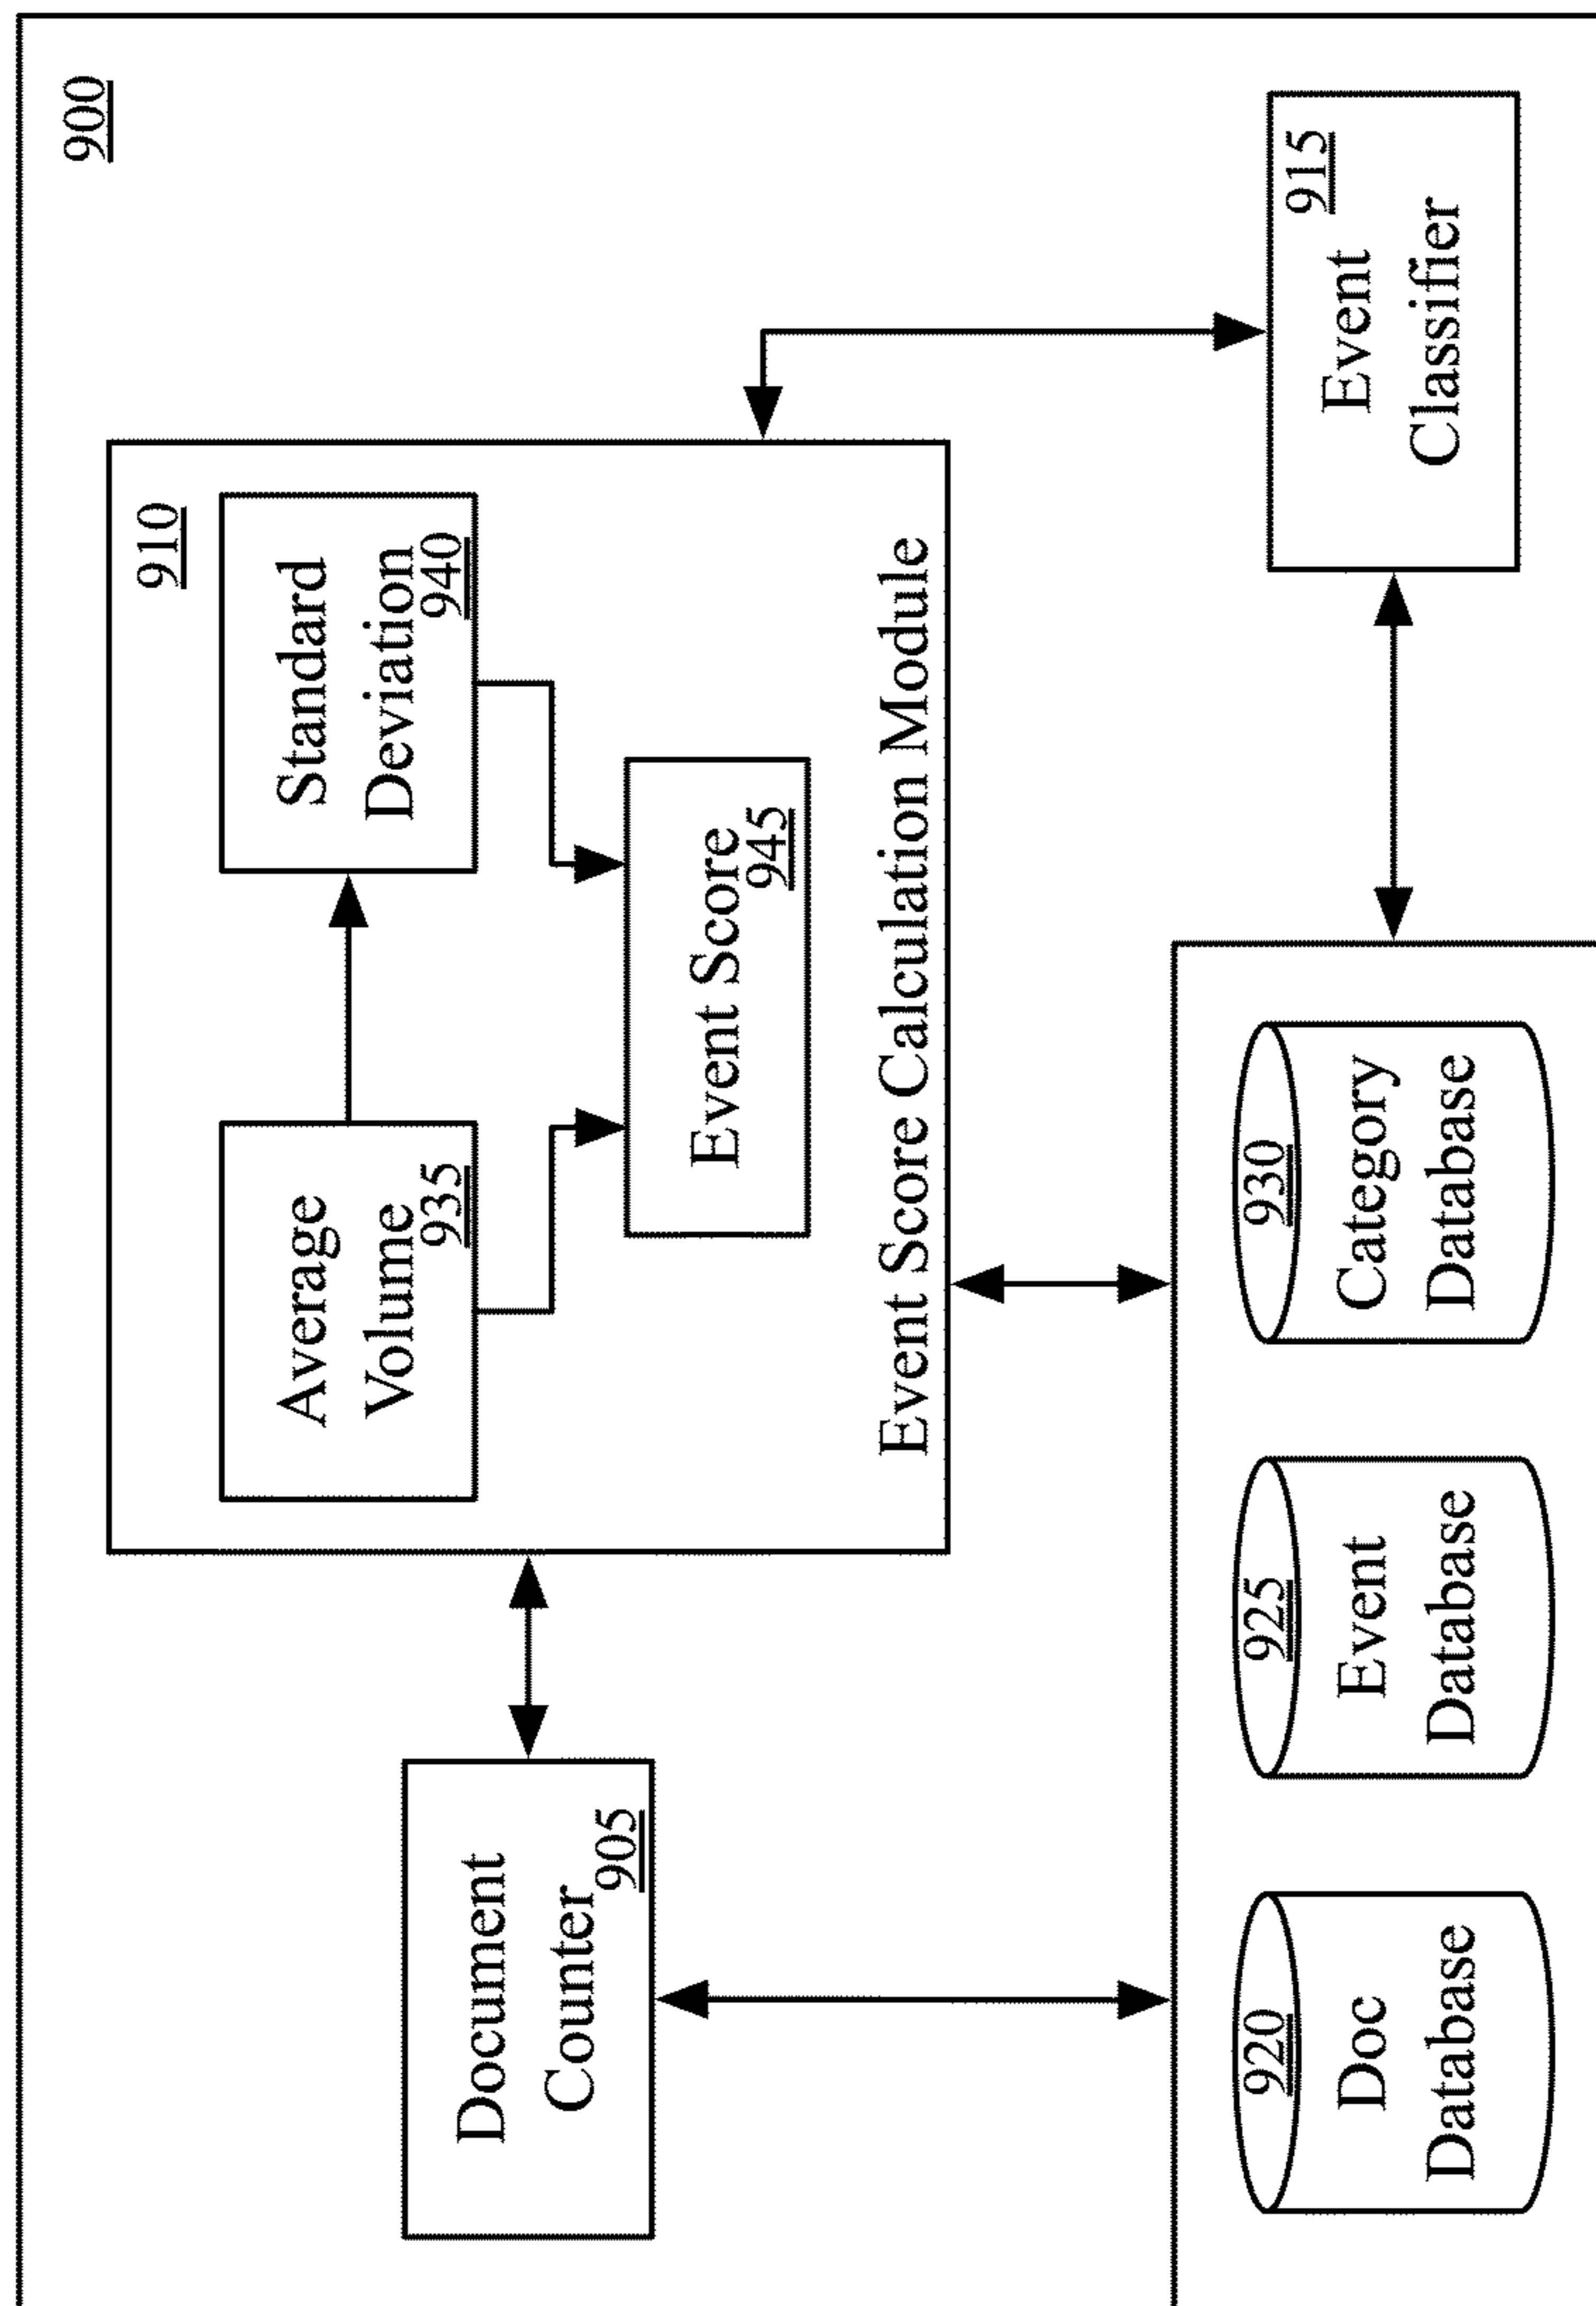 900
910
Average
Volume
935
Standard
Deviation
940
Event Score
945
Event Score Calculation Module
Document
Counter
905
915
Event
Classifier
920
Doc
Database
925
Event
Database
930
Category
Database